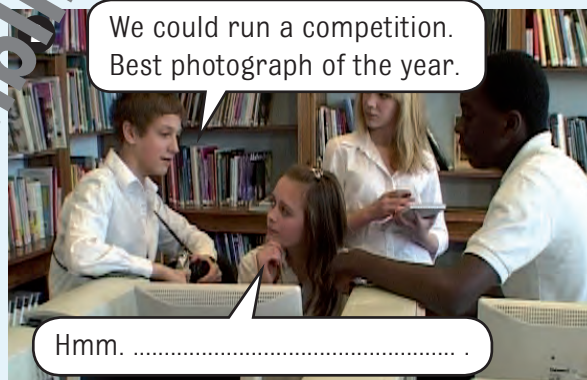 We could run a competition.
Best photograph of the year.
Hmm. ..................................................... .